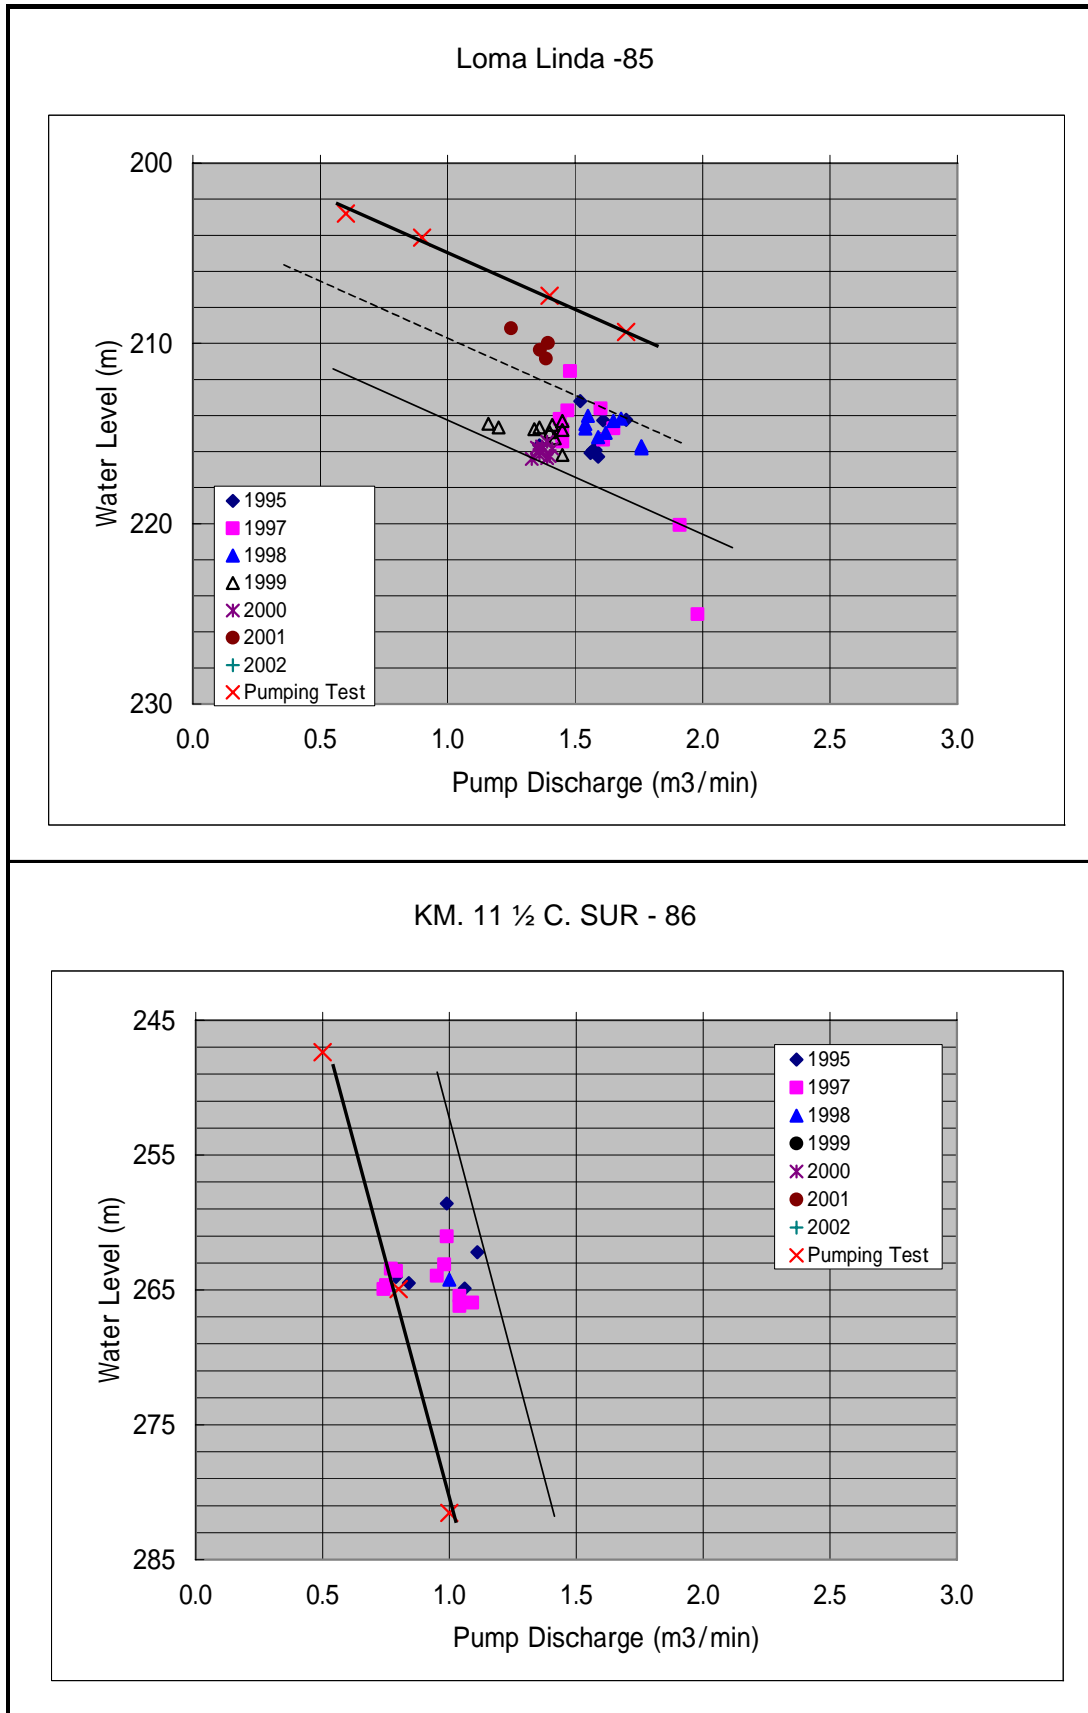 Loma Linda -85
200
210
220
230
Water Level (m)
1995
1997
1998
1999
2000
2001
2002
Pumping Test
0.0 0.5 1.0 1.5 2.0 2.5 3.0
Pump Discharge (m3/min)
KM. 11 ½ C. SUR - 86
245
255
265
275
285
Water Level (m)
1995
1997
1998
1999
2000
2001
2002
Pumping Test
0.0 0.5 1.0 1.5 2.0 2.5 3.0
Pump Discharge (m3/min)